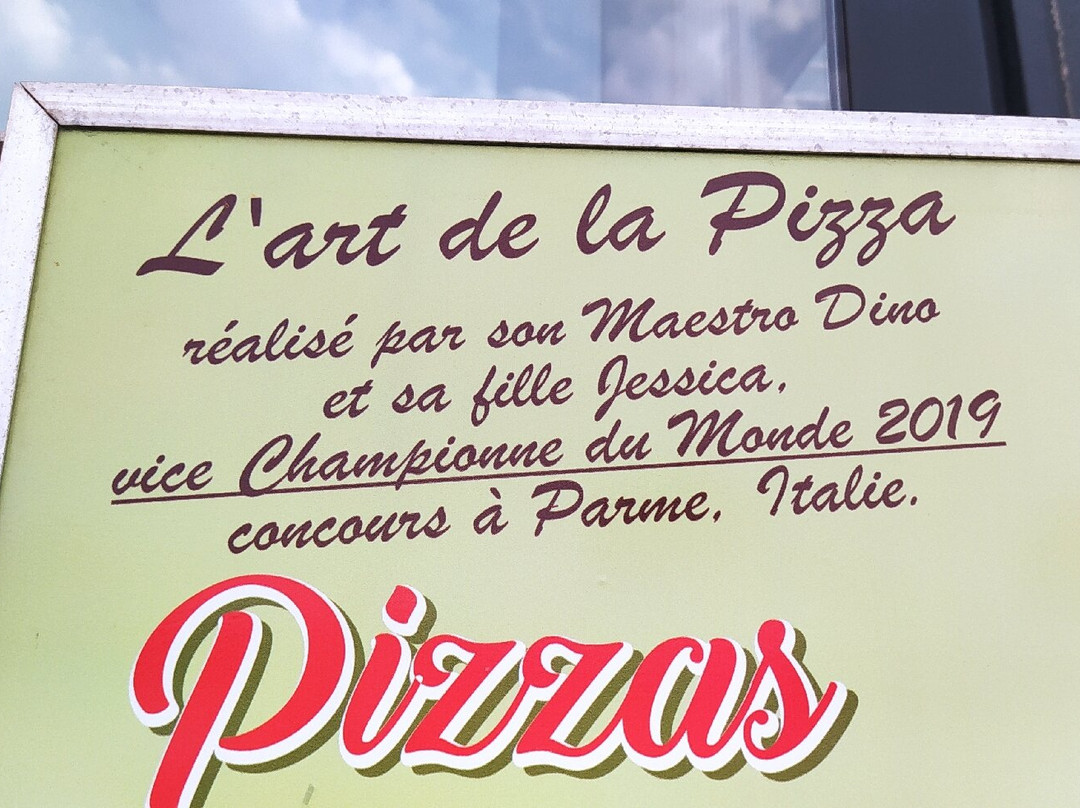 L'art de la Pizza
réalisé par son Maestro Dino
et sa fille Jessica,
vice Championne du Monde 2019
concours à Parme, Italie.
Pizzas